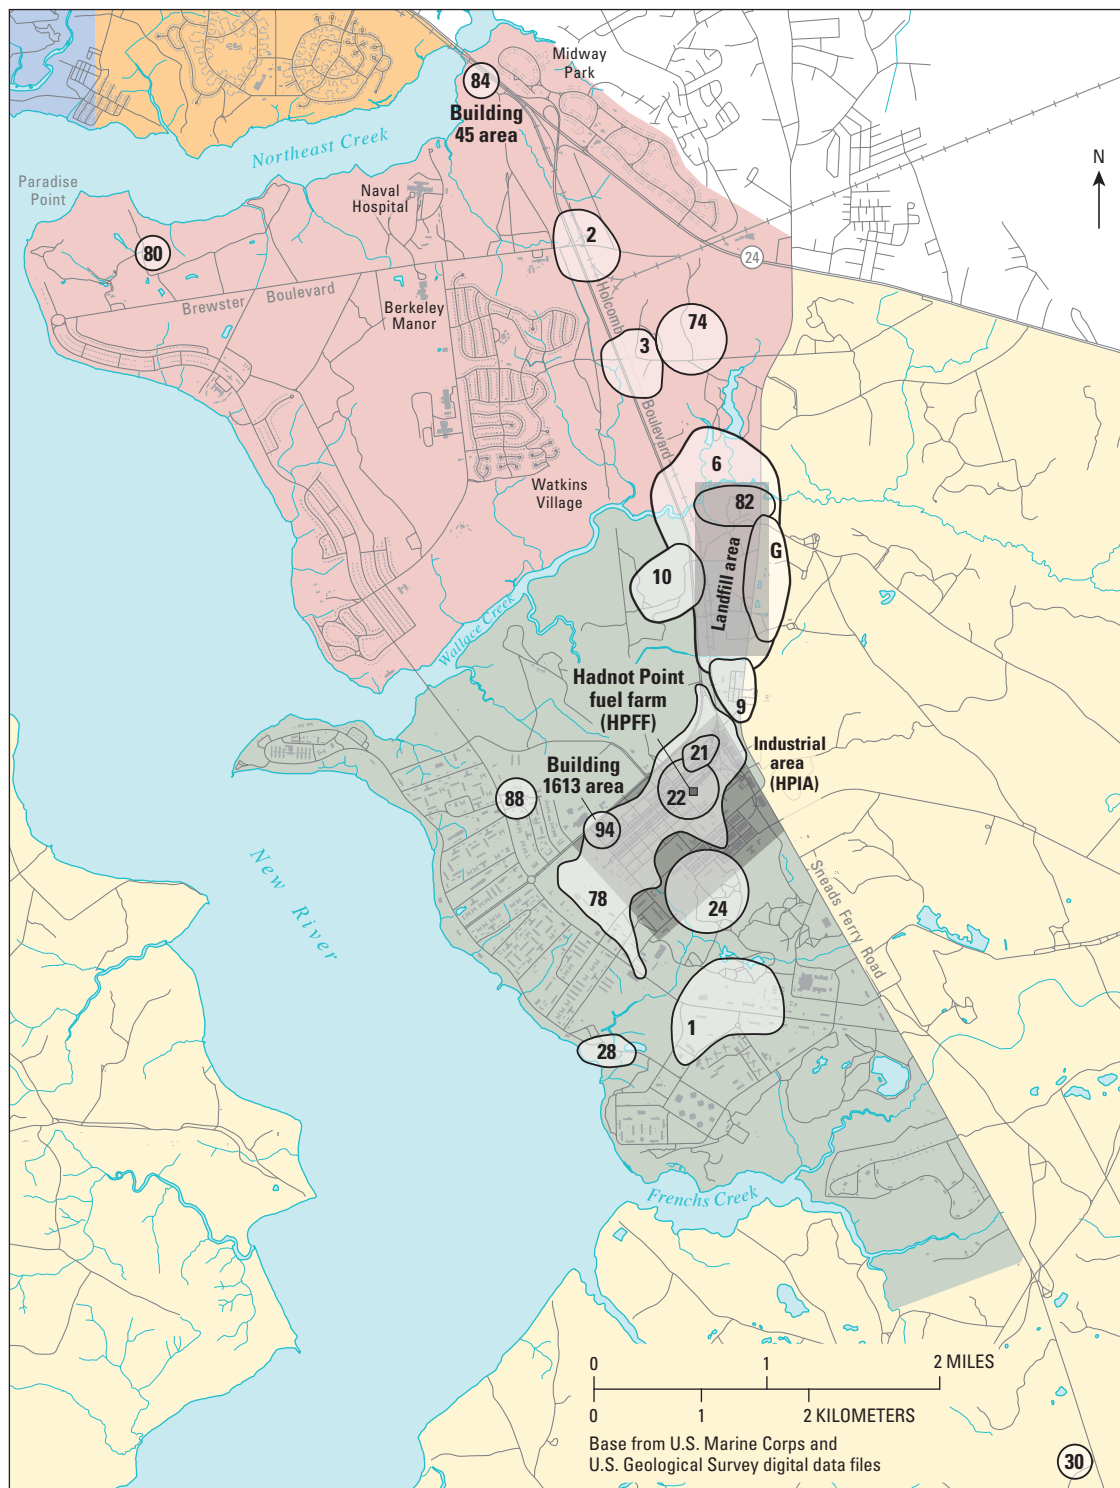 Midway
Park
84
Building
45 area
Northeast Creek
N
Paradise
Point
Naval
Hospital
2
80
24
Brewster Boulevard
Holcomb
Boulevard
Berkeley
Manor
74
3
6
Watkins
Village
82
G
Landfill area
10
Wallace Creek
Hadnot Point
fuel farm
(HPFF)
9
21
Industrial
area
(HPIA)
Building
1613 area
22
88
94
New River
Sneads Ferry Road
78
24
1
28
Frenchs Creek
0 1 2 MILES
0 1 2 KILOMETERS
Base from U.S. Marine Corps and
U.S. Geological Survey digital data files
30